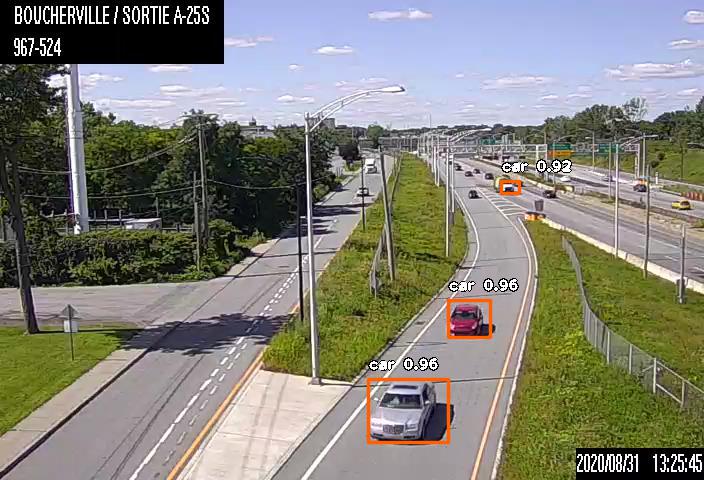 BOUCHERVILLE / SORTIE A-25S
967-524
car 0.92
car 0.96
car 0.96
2020/08/31 13:25:45